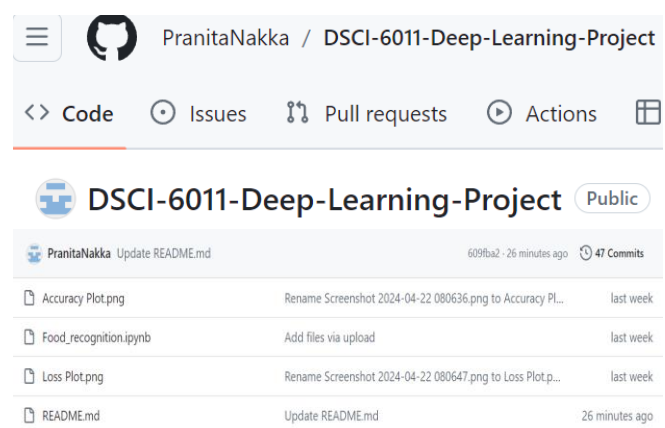 PranitaNakka / DSCI-6011-Deep-Learning-Project
<> Code Issues Pull requests Actions
DSCI-6011-Deep-Learning-Project Public
PranitaNakka Update README.md 609fba2 · 26 minutes ago 47 Commits
Accuracy Plot.png Rename Screenshot 2024-04-22 080636.png to Accuracy Pl... last week
Food_recognition.ipynb Add files via upload last week
Loss Plot.png Rename Screenshot 2024-04-22 080647.png to Loss Plot.p... last week
README.md Update README.md 26 minutes ago